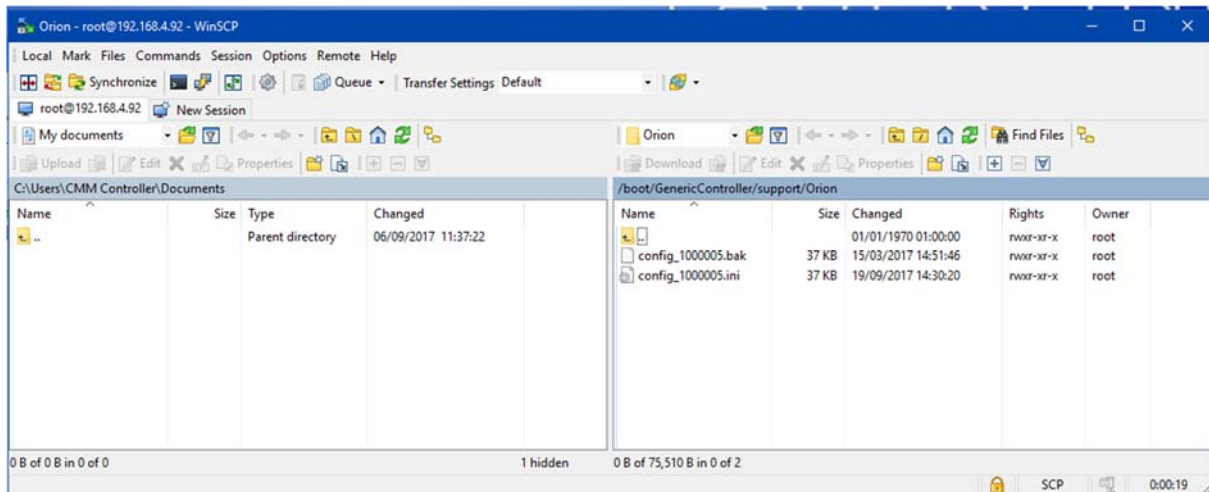 Orion - root@192.168.4.92 - WinSCP
Local Mark Files Commands Session Options Remote Help
Synchronize Queue Transfer Settings Default
root@192.168.4.92 New Session
My documents Orion Find Files
Upload Edit Properties Download Edit Properties
C:\Users\CMM Controller\Documents /boot/GenericController/support/Orion
Name Size Type Changed Name Size Changed Rights Owner
.. Parent directory 06/09/2017 11:37:22 .. 01/01/1970 01:00:00 rwxr-xr-x root
config_1000005.bak 37 KB 15/03/2017 14:51:46 rwxr-xr-x root
config_1000005.ini 37 KB 19/09/2017 14:30:20 rwxr-xr-x root
0 B of 0 B in 0 of 0 1 hidden 0 B of 75,510 B in 0 of 2
SCP 0:00:19